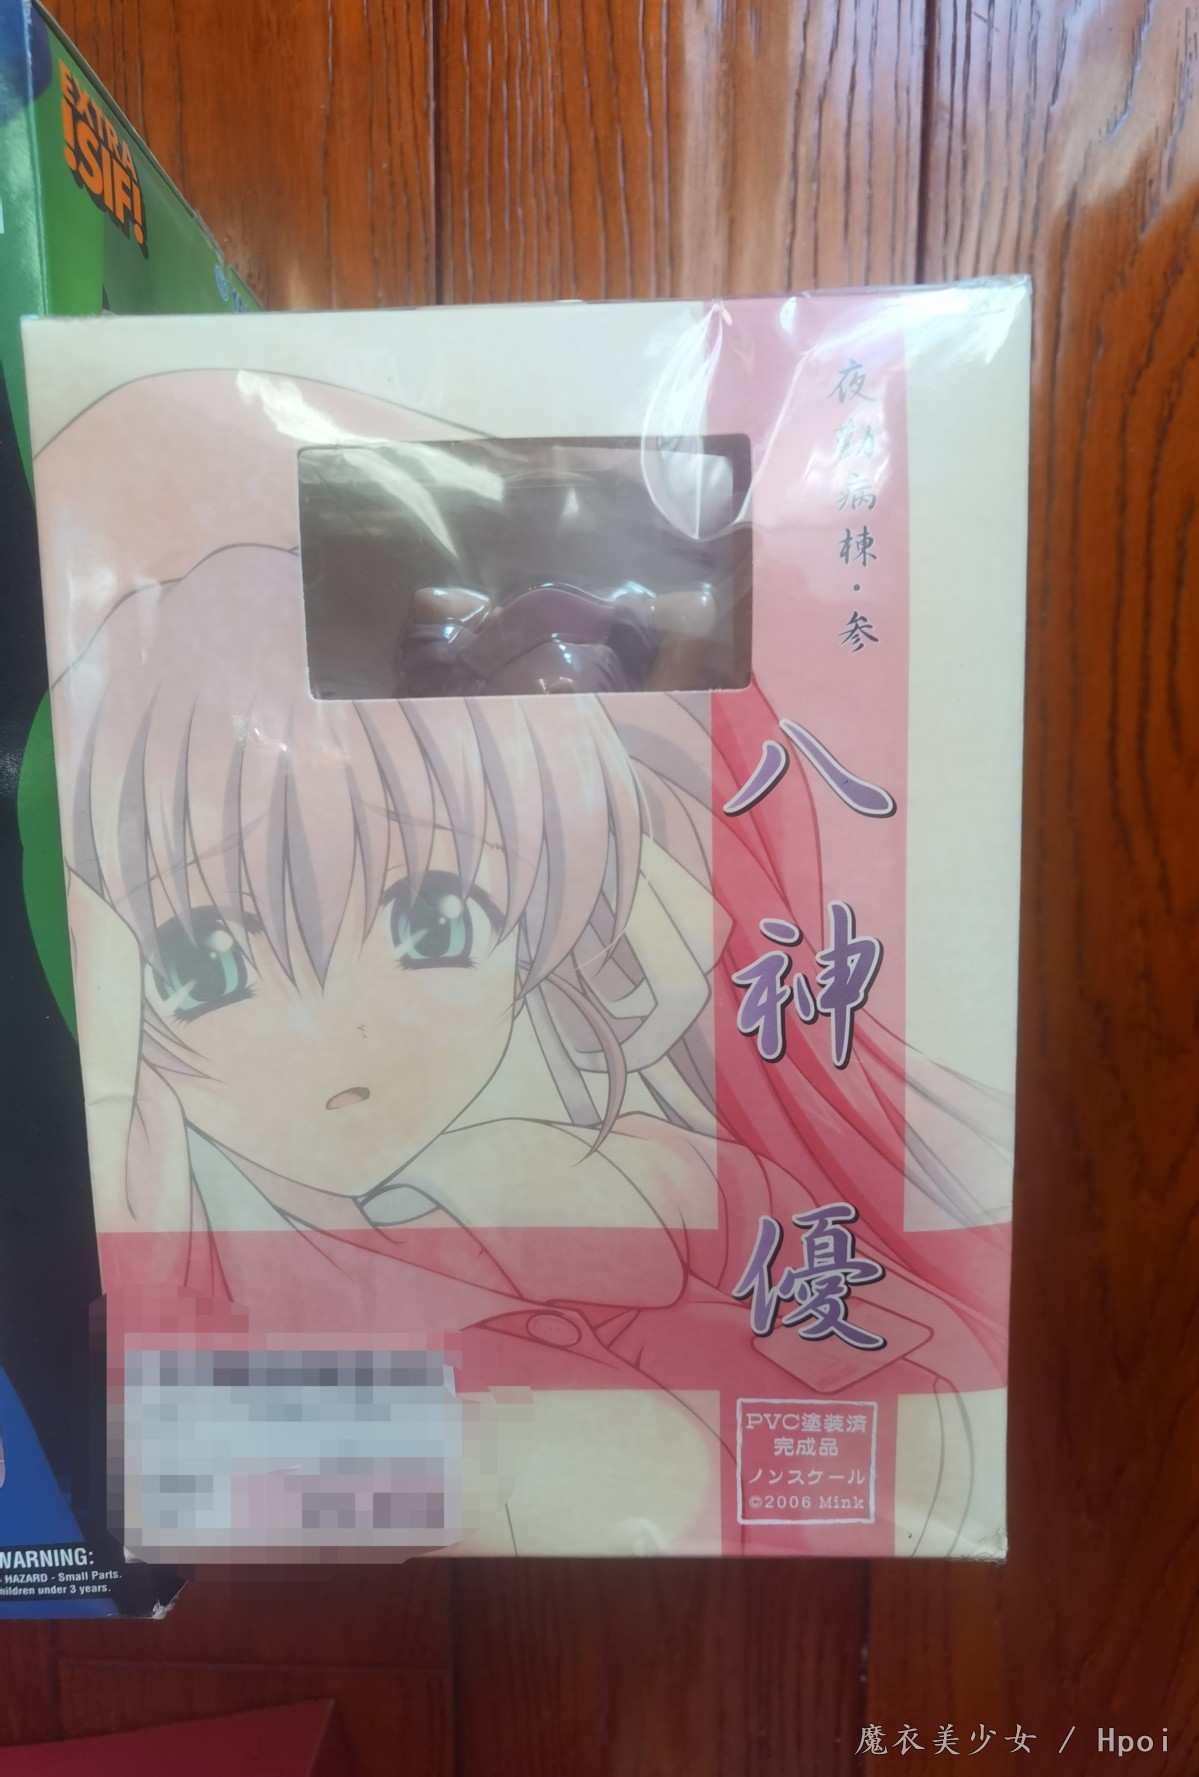 EXTRA
!SIF!
夜勤病棟・参
八神優
PVC塗装済
完成品
ノンスケール
©2006 Mink
WARNING:
HAZARD - Small Parts.
children under 3 years.
魔衣美少女 / Hpoi